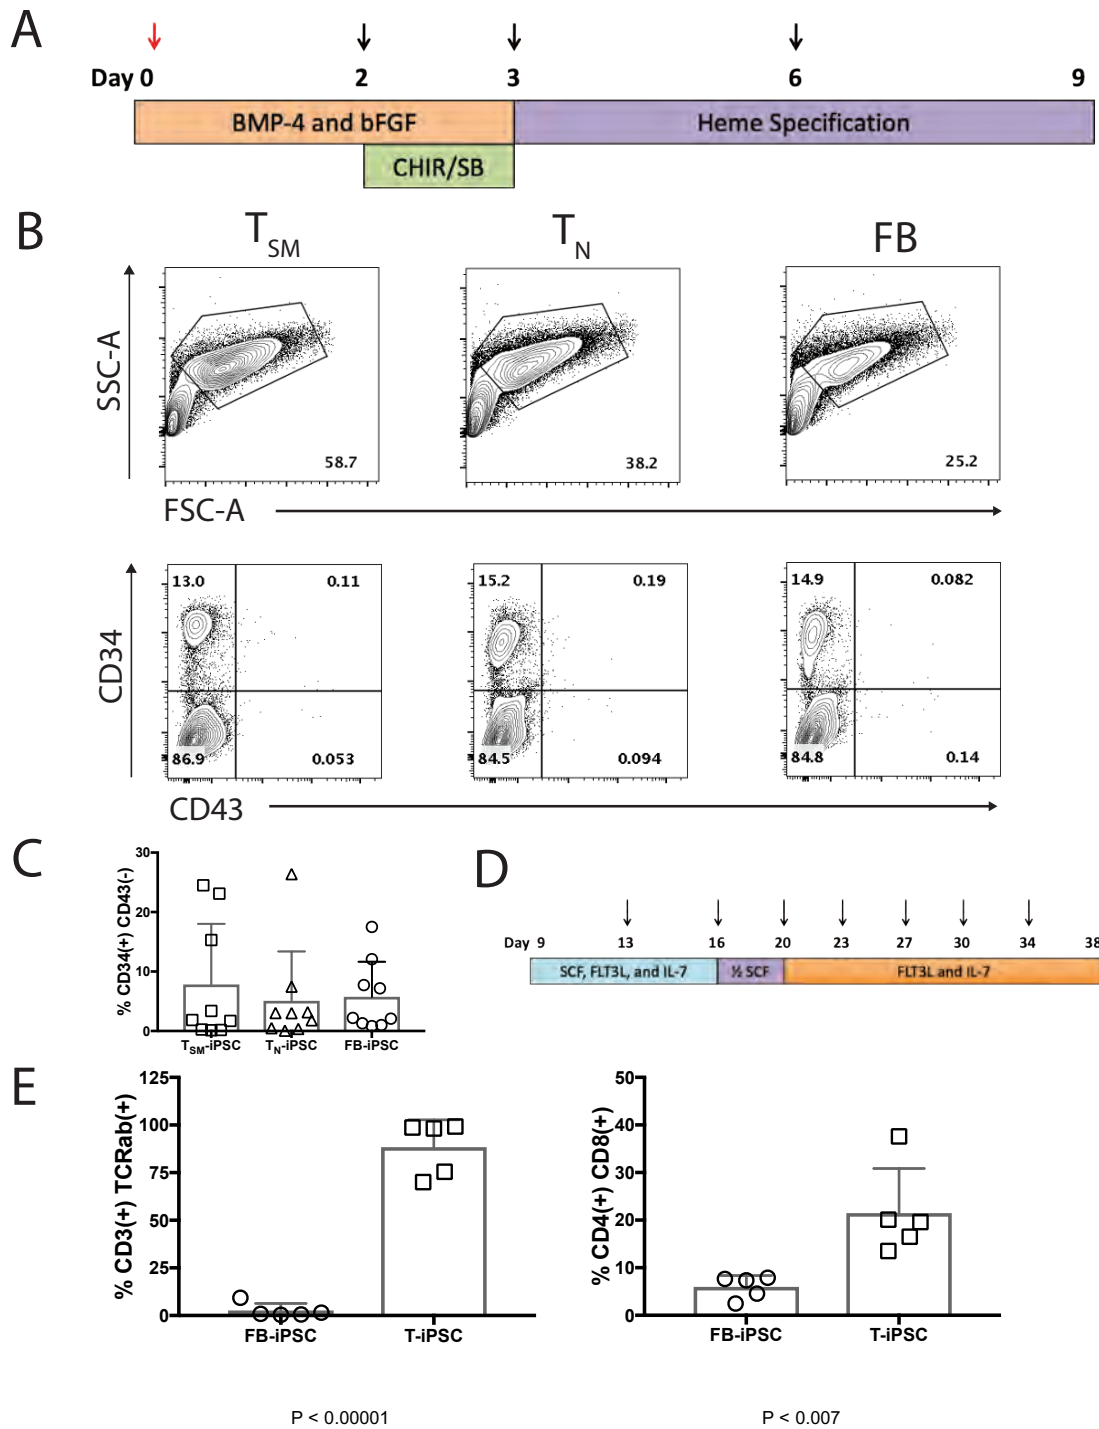 A
Day 0 2 3 6 9
BMP-4 and bFGF Heme Specification
CHIR/SB
B
TSM TN FB
SSC-A
58.7 38.2 25.2
FSC-A
CD34
13.0 0.11 15.2 0.19 14.9 0.082
86.9 0.053 84.5 0.094 84.8 0.14
CD43
C
% CD34(+) CD43(-)
30
20
10
0
TSM-iPSC TN-iPSC FB-iPSC
D
Day 9 13 16 20 23 27 30 34 38
SCF, FLT3L, and IL-7 ½ SCF FLT3L and IL-7
E
% CD3(+) TCRab(+)
125
100
75
50
25
0
FB-iPSC T-iPSC
P < 0.00001
% CD4(+) CD8(+)
50
40
30
20
10
0
FB-iPSC T-iPSC
P < 0.007